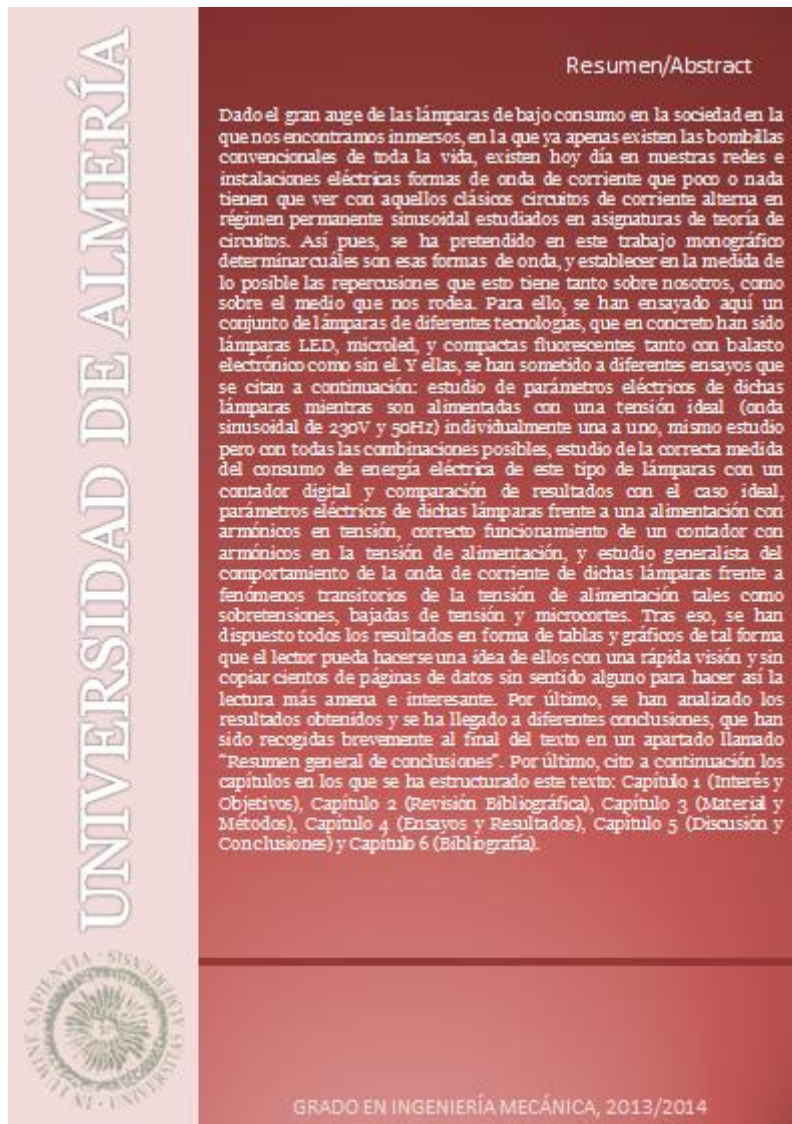 UNIVERSIDAD DE ALMERÍA
Resumen/Abstract
Dado el gran auge de las lámparas de bajo consumo en la sociedad en la
que nos encontramos inmersos, en la que ya apenas existen las bombillas
convencionales de toda la vida, existen hoy día en nuestras redes e
instalaciones eléctricas formas de onda de corriente que poco o nada
tienen que ver con aquellos clásicos circuitos de corriente alterna en
régimen permanente sinusoidal estudiados en asignaturas de teoría de
circuitos. Así pues, se ha pretendido en este trabajo monográfico
determinar cuáles son esas formas de onda, y establecer en la medida de
lo posible las repercusiones que esto tiene tanto sobre nosotros, como
sobre el medio que nos rodea. Para ello, se han ensayado aquí un
conjunto de lámparas de diferentes tecnologías, que en concreto han sido
lámparas LED, microled, y compactas fluorescentes tanto con balasto
electrónico como sin el. Y ellas, se han sometido a diferentes ensayos que
se citan a continuación: estudio de parámetros eléctricos de dichas
lámparas mientras son alimentadas con una tensión ideal (onda
sinusoidal de 230V y 50Hz) individualmente una a uno, mismo estudio
pero con todas las combinaciones posibles, estudio de la correcta medida
del consumo de energía eléctrica de este tipo de lámparas con un
contador digital y comparación de resultados con el caso ideal,
parámetros eléctricos de dichas lámparas frente a una alimentación con
armónicos en tensión, correcto funcionamiento de un contador con
armónicos en la tensión de alimentación, y estudio generalista del
comportamiento de la onda de corriente de dichas lámparas frente a
fenómenos transitorios de la tensión de alimentación tales como
sobretensiones, bajadas de tensión y microcortes. Tras eso, se han
dispuesto todos los resultados en forma de tablas y gráficos de tal forma
que el lector pueda hacerse una idea de ellos con una rápida visión y sin
copiar cientos de páginas de datos sin sentido alguno para hacer así la
lectura más amena e interesante. Por último, se han analizado los
resultados obtenidos y se ha llegado a diferentes conclusiones, que han
sido recogidas brevemente al final del texto en un apartado llamado
"Resumen general de conclusiones". Por último, cito a continuación los
capítulos en los que se ha estructurado este texto: Capítulo 1 (Interés y
Objetivos), Capítulo 2 (Revisión Bibliográfica), Capítulo 3 (Material y
Métodos), Capítulo 4 (Ensayos y Resultados), Capítulo 5 (Discusión y
Conclusiones) y Capítulo 6 (Bibliografía).
GRADO EN INGENIERÍA MECÁNICA, 2013/2014